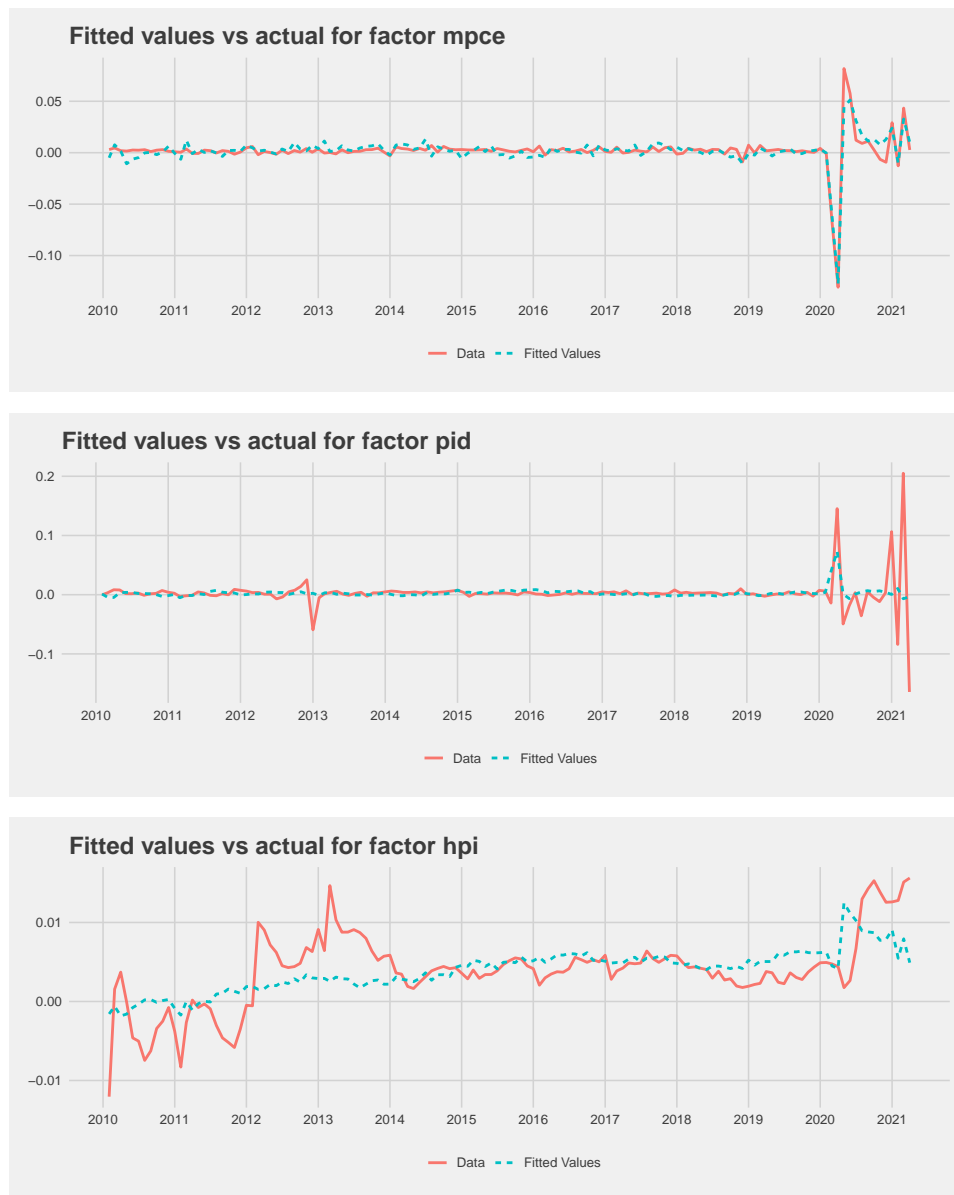 Fitted values vs actual for factor mpce
0.05
0.00
−0.05
−0.10
2010 2011 2012 2013 2014 2015 2016 2017 2018 2019 2020 2021
Data Fitted Values
Fitted values vs actual for factor pid
0.2
0.1
0.0
−0.1
2010 2011 2012 2013 2014 2015 2016 2017 2018 2019 2020 2021
Data Fitted Values
Fitted values vs actual for factor hpi
0.01
0.00
−0.01
2010 2011 2012 2013 2014 2015 2016 2017 2018 2019 2020 2021
Data Fitted Values